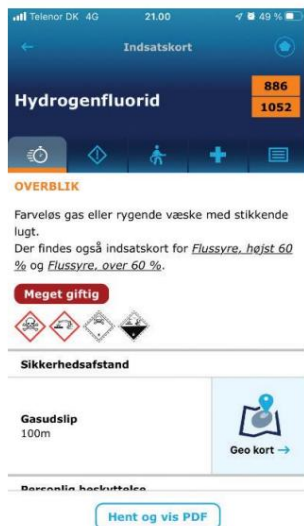 Telenor DK 4G 21.00 49 %
Indsatskort
Hydrogenfluorid
886
1052
OVERBLIK
Farveløs gas eller rygende væske med stikkende
lugt.
Der findes også indsatskort for Flussyre, højst 60
% og Flussyre, over 60 %.
Meget giftig
Sikkerhedsafstand
Gasudslip
100m
Geo kort →
Personlig beskyttelse
Hent og vis PDF